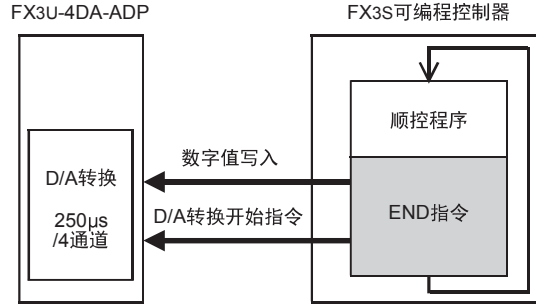 FX3U-4DA-ADP
FX3S可编程控制器
顺控程序
数字值写入
D/A转换
250μs
/4通道
D/A转换开始指令
END指令